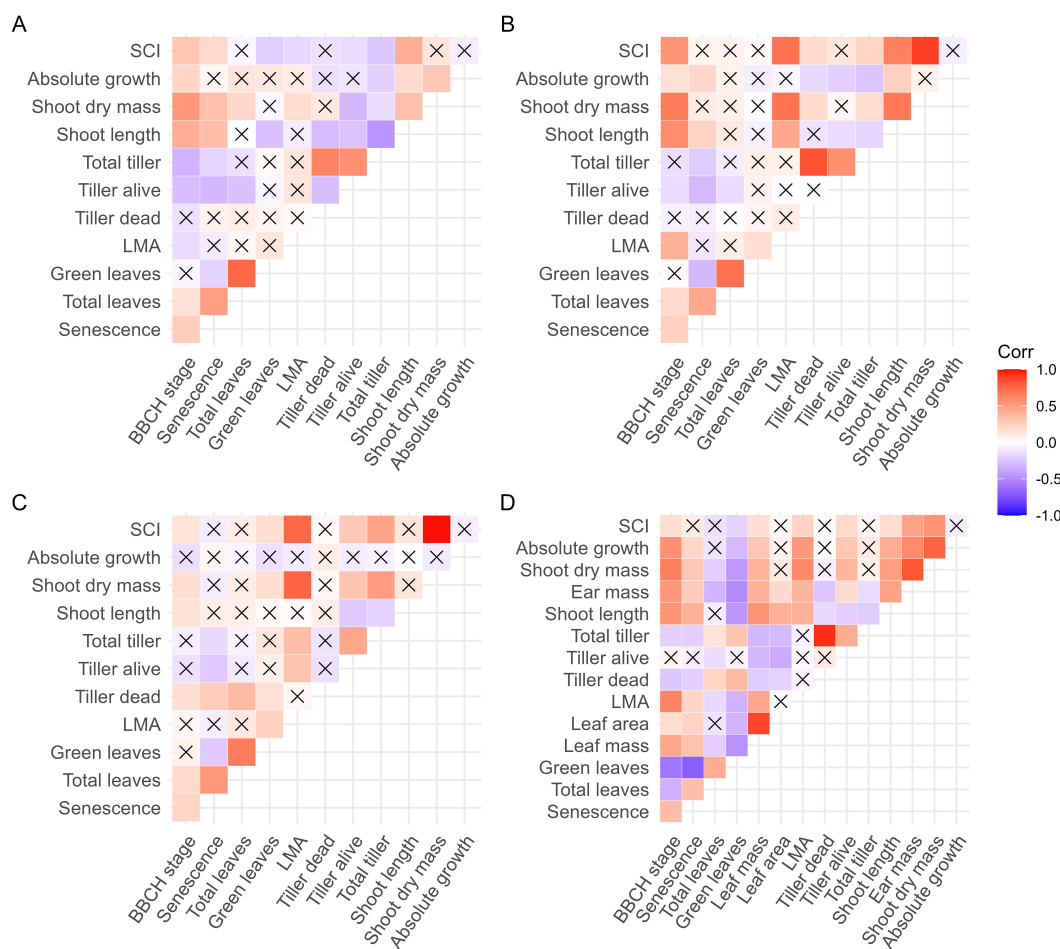 A
SCI
Absolute growth
Shoot dry mass
Shoot length
Total tiller
Tiller alive
Tiller dead
LMA
Green leaves
Total leaves
Senescence
BBCH stage
Senescence
Total leaves
Green leaves
LMA
Tiller dead
Tiller alive
Total tiller
Shoot length
Shoot dry mass
Absolute growth
B
SCI
Absolute growth
Shoot dry mass
Shoot length
Total tiller
Tiller alive
Tiller dead
LMA
Green leaves
Total leaves
Senescence
BBCH stage
Senescence
Total leaves
Green leaves
LMA
Tiller dead
Tiller alive
Total tiller
Shoot length
Shoot dry mass
Absolute growth
Corr
1.0
0.5
0.0
-0.5
-1.0
C
SCI
Absolute growth
Shoot dry mass
Shoot length
Total tiller
Tiller alive
Tiller dead
LMA
Green leaves
Total leaves
Senescence
BBCH stage
Senescence
Total leaves
Green leaves
LMA
Tiller dead
Tiller alive
Total tiller
Shoot length
Shoot dry mass
Absolute growth
D
SCI
Absolute growth
Shoot dry mass
Ear mass
Shoot length
Total tiller
Tiller alive
Tiller dead
LMA
Leaf area
Leaf mass
Green leaves
Total leaves
Senescence
BBCH stage
Senescence
Total leaves
Green leaves
Leaf mass
Leaf area
LMA
Tiller dead
Tiller alive
Total tiller
Shoot length
Ear mass
Shoot dry mass
Absolute growth